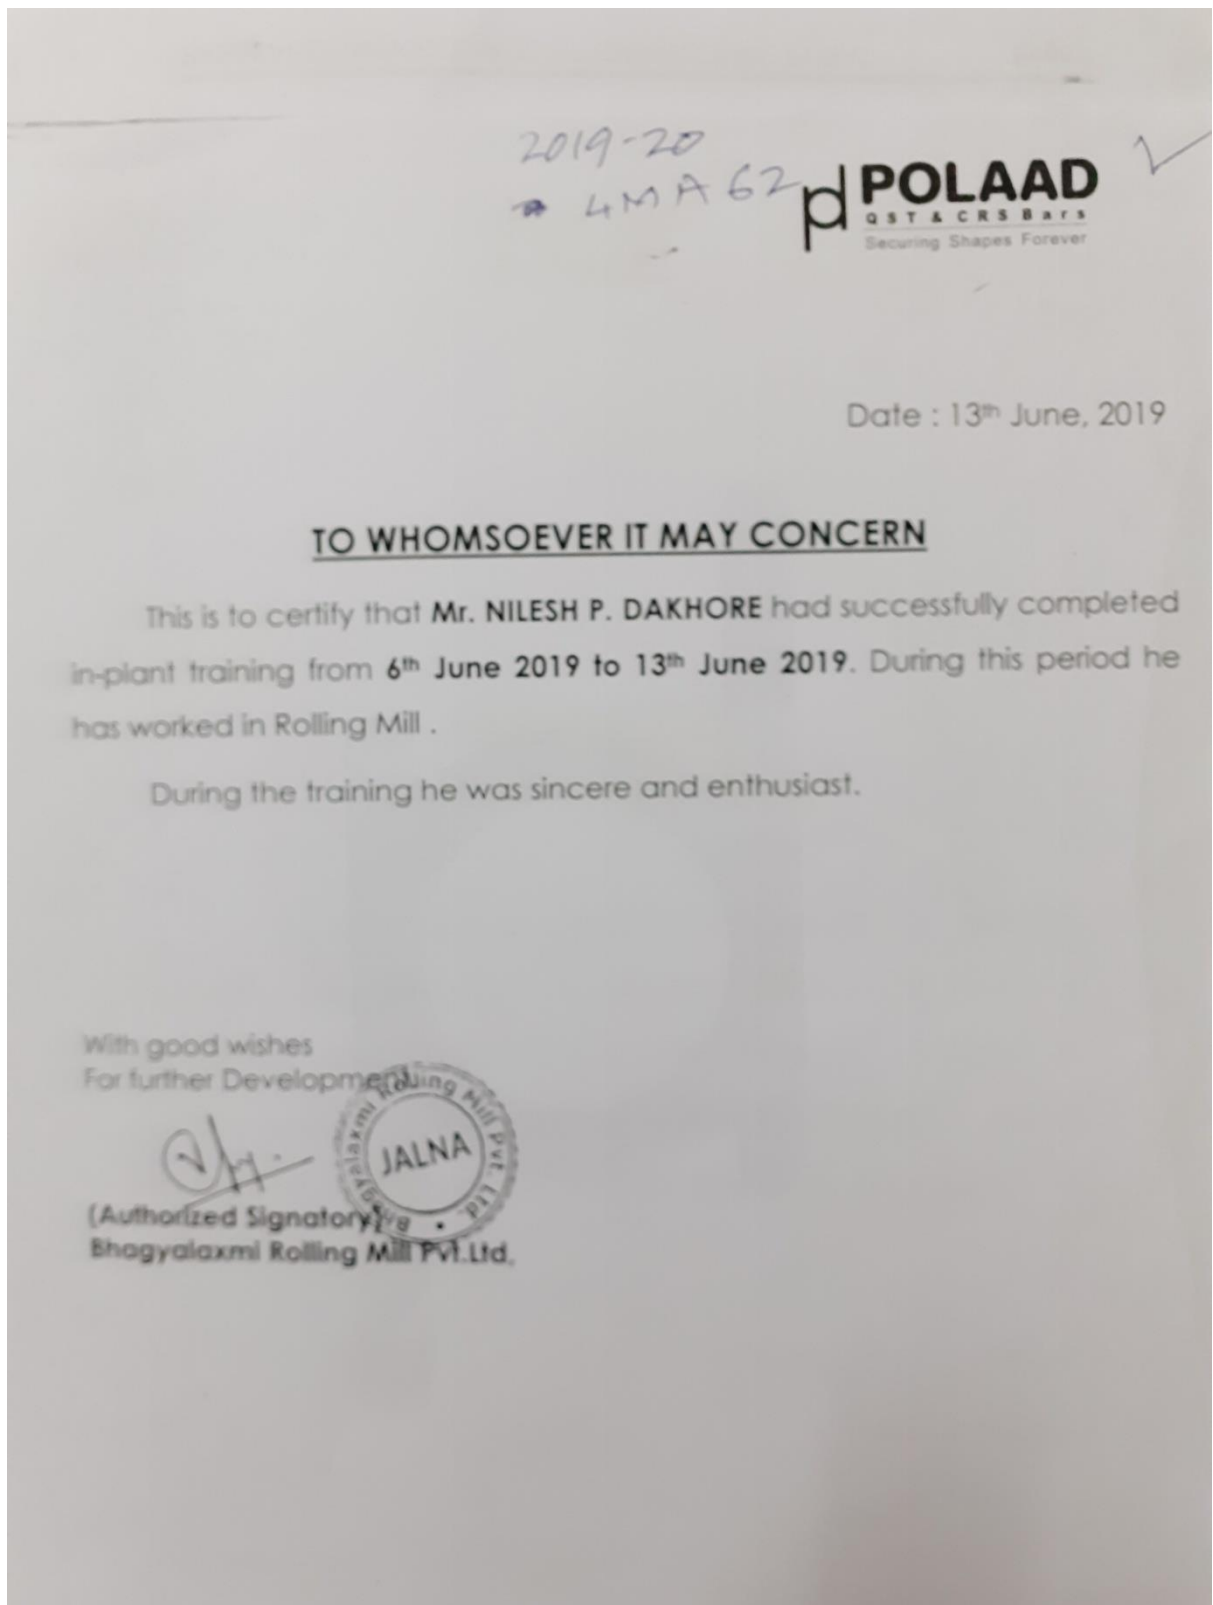 2019-20
4MA62
POLAAD
QST & CRS Bars
Securing Shapes Forever
Date : 13th June, 2019
TO WHOMSOEVER IT MAY CONCERN
This is to certify that Mr. NILESH P. DAKHORE had successfully completed
in-plant training from 6th June 2019 to 13th June 2019. During this period he
has worked in Rolling Mill .
During the training he was sincere and enthusiast.
With good wishes
For further Development
Bhagyalaxmi Rolling Mill Pvt. Ltd.
JALNA
(Authorized Signatory)
Bhagyalaxmi Rolling Mill Pvt.Ltd.